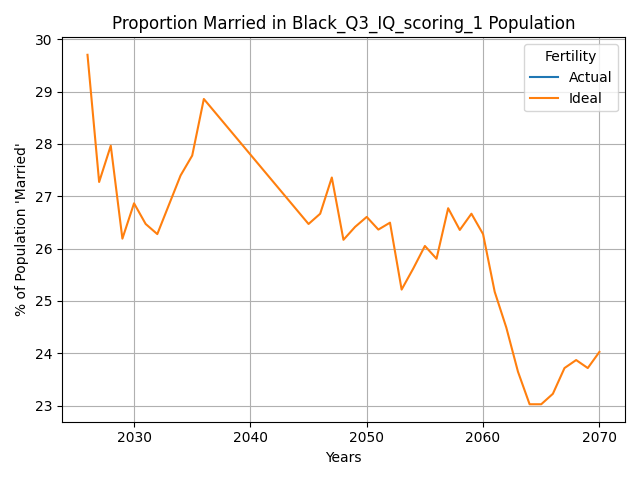 Proportion Married in Black_Q3_IQ_scoring_1 Population
30
29
28
27
26
25
24
23
% of Population 'Married'
Fertility
Actual
Ideal
2030
2040
2050
2060
2070
Years